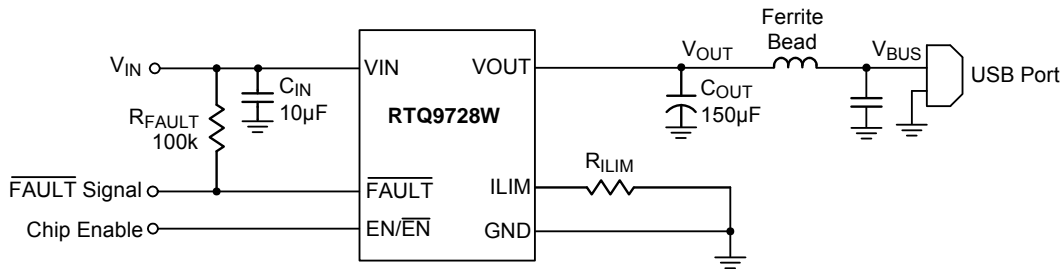 Ferrite
Bead
VIN
VIN
VOUT
VOUT
VBUS
USB Port
CIN
10µF
COUT
150µF
RTQ9728W
RFAULT
100k
RILIM
FAULT Signal
FAULT
ILIM
Chip Enable
EN/EN
GND